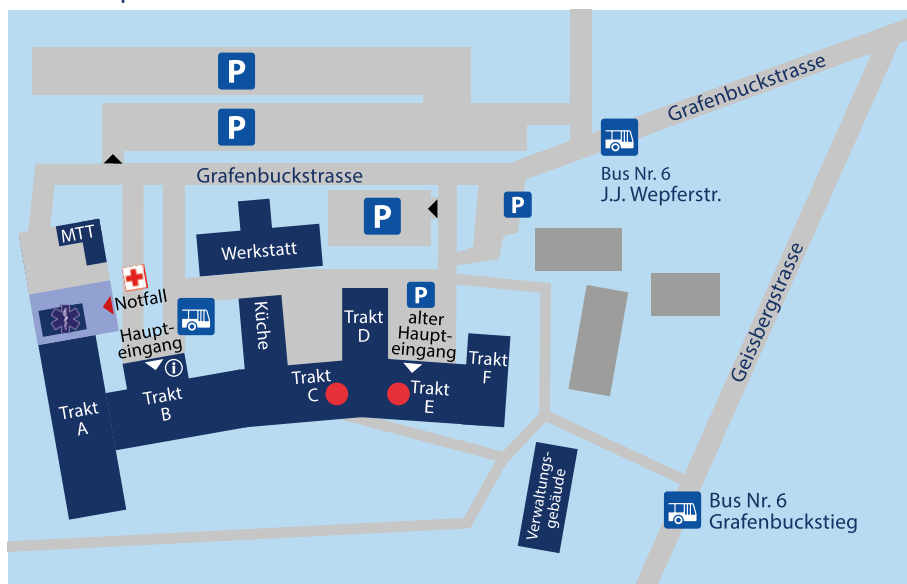 P
P
Grafenbuckstrasse
Bus Nr. 6
J.J. Wepferstr.
Grafenbuckstrasse
P
P
MTT
Werkstatt
Notfall
P
Haupt-
eingang
i
Küche
Trakt
D
alter
Haupt-
eingang
Trakt
F
Geissbergstrasse
Trakt
A
Trakt
B
Trakt
C
Trakt
E
Verwaltungs-
gebäude
Bus Nr. 6
Grafenbuckstieg